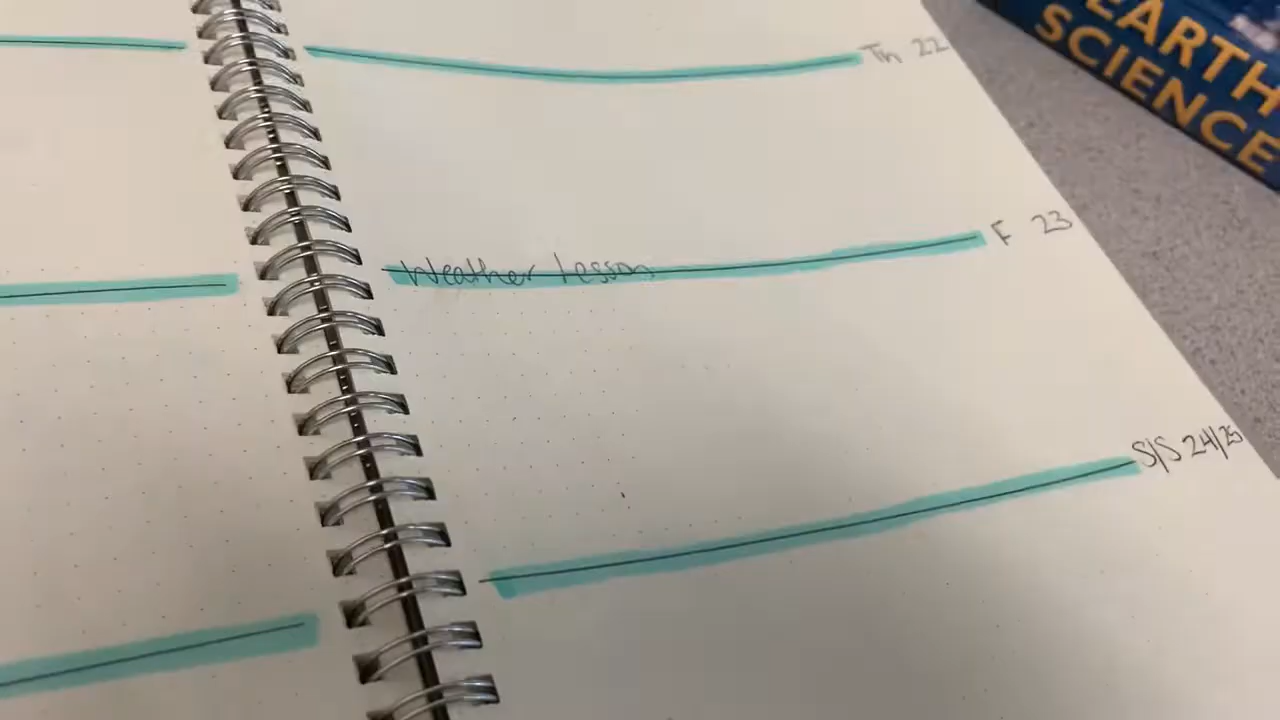 Th 22
EARTH
SCIENCE
F 23
Weather Lesson
S/S 24/25